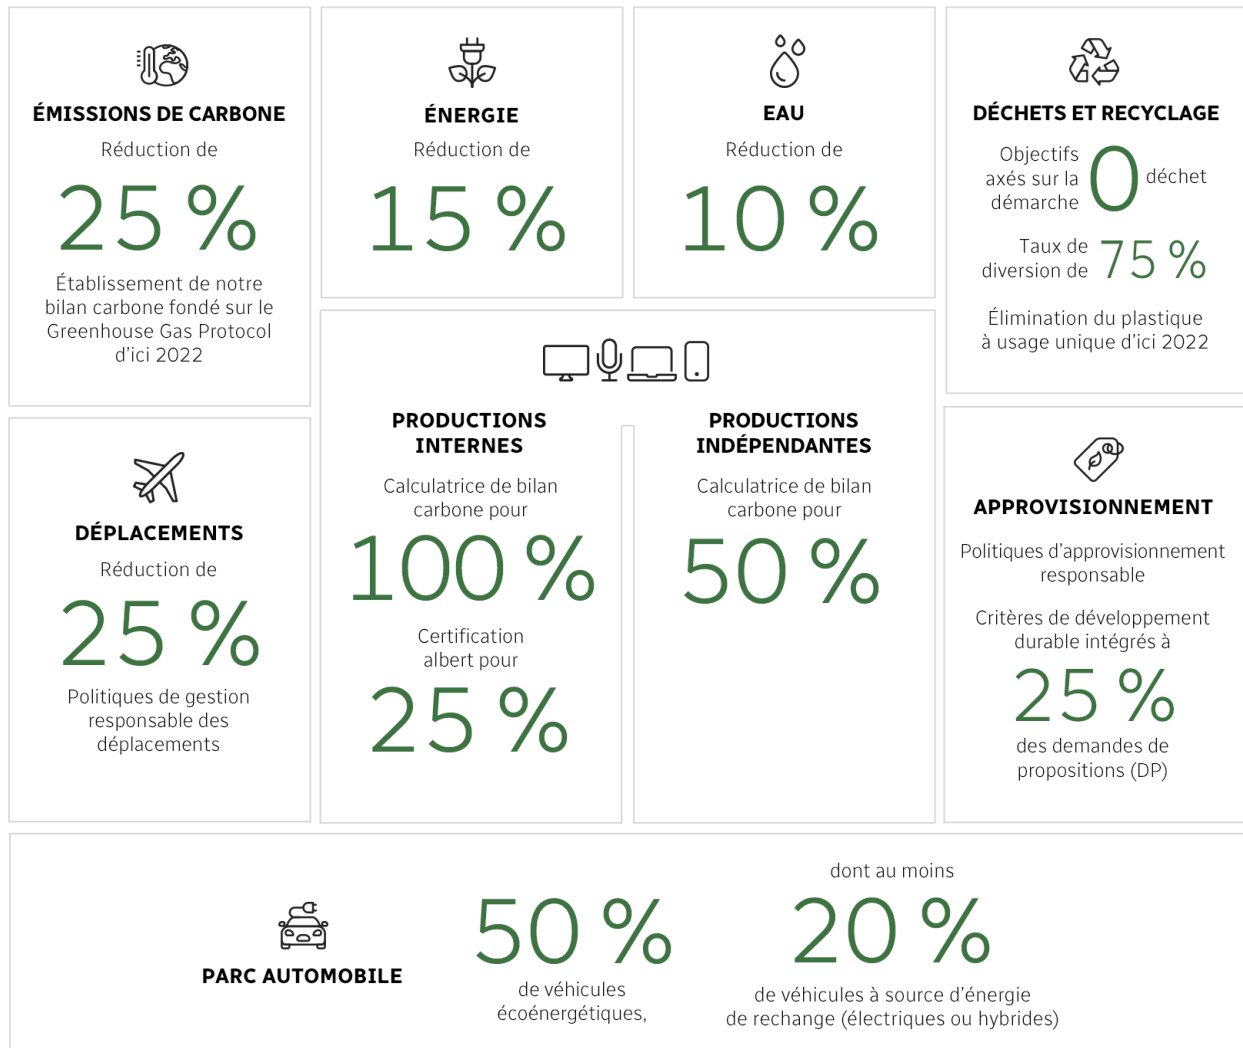 ÉMISSIONS DE CARBONE
Réduction de
25 %
Établissement de notre
bilan carbone fondé sur le
Greenhouse Gas Protocol
d'ici 2022
ÉNERGIE
Réduction de
15 %
EAU
Réduction de
10 %
DÉCHETS ET RECYCLAGE
Objectifs
axés sur la
démarche
0 déchet
Taux de
diversion de
75 %
Élimination du plastique
à usage unique d'ici 2022
DÉPLACEMENTS
Réduction de
25 %
Politiques de gestion
responsable des
déplacements
PRODUCTIONS
INTERNES
Calculatrice de bilan
carbone pour
100 %
Certification
albert pour
25 %
PRODUCTIONS
INDÉPENDANTES
Calculatrice de bilan
carbone pour
50 %
APPROVISIONNEMENT
Politiques d'approvisionnement
responsable
Critères de développement
durable intégrés à
25 %
des demandes de
propositions (DP)
PARC AUTOMOBILE
50 %
de véhicules
écoénergétiques,
dont au moins
20 %
de véhicules à source d'énergie
de rechange (électriques ou hybrides)